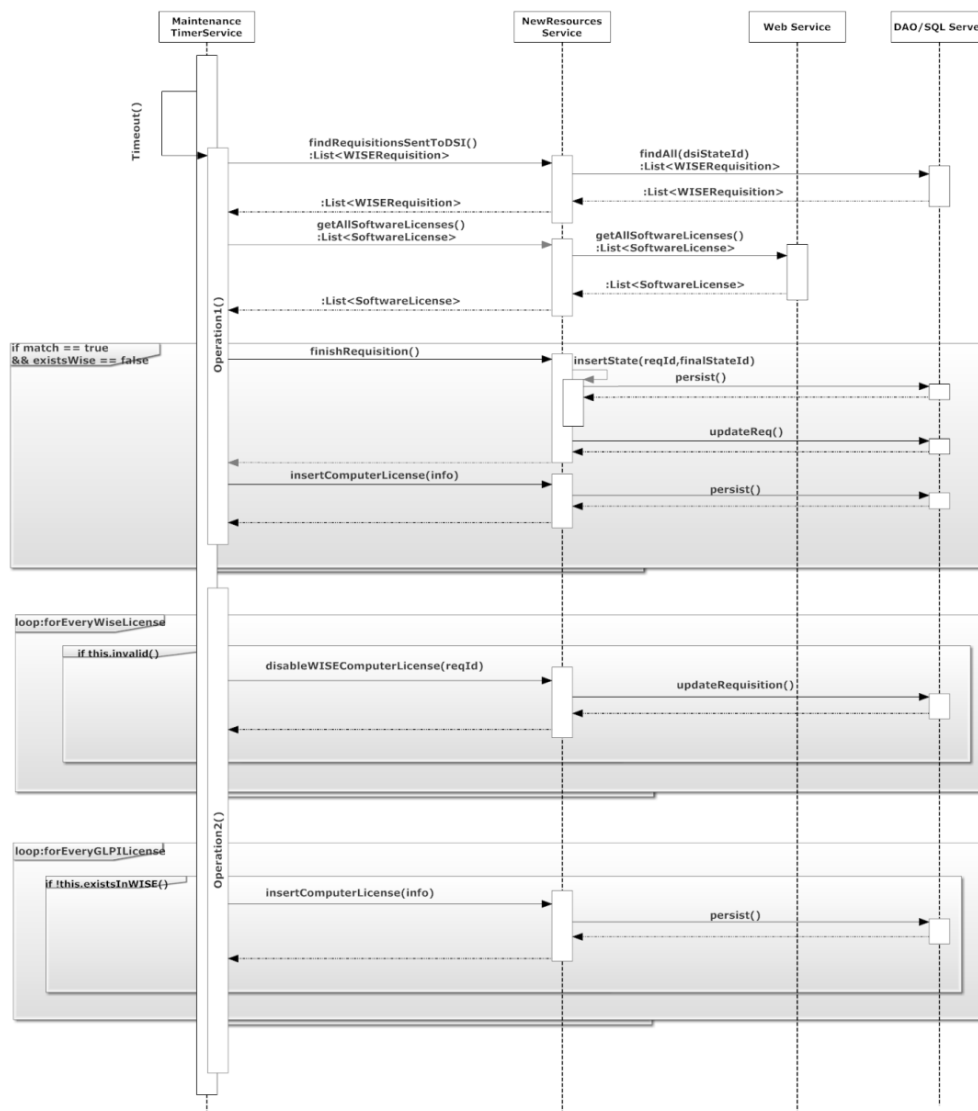 Maintenance
TimerService
NewResources
Service
Web Service
DAO/SQL Serve
Timeout()
findRequisitionsSentToDSI()
:List<WISERequisition>
findAll(dsiStateId)
:List<WISERequisition>
:List<WISERequisition>
:List<WISERequisition>
getAllSoftwareLicenses()
:List<SoftwareLicense>
getAllSoftwareLicenses()
:List<SoftwareLicense>
:List<SoftwareLicense>
:List<SoftwareLicense>
Operation1()
if match == true
&& existsWise == false
finishRequisition()
insertState(reqId,finalStateId)
persist()
updateReq()
insertComputerLicense(info)
persist()
loop:forEveryWiseLicense
if this.invalid()
disableWISEComputerLicense(reqId)
updateRequisition()
Operation2()
loop:forEveryGLPILicense
if !this.existsInWISE()
insertComputerLicense(info)
persist()